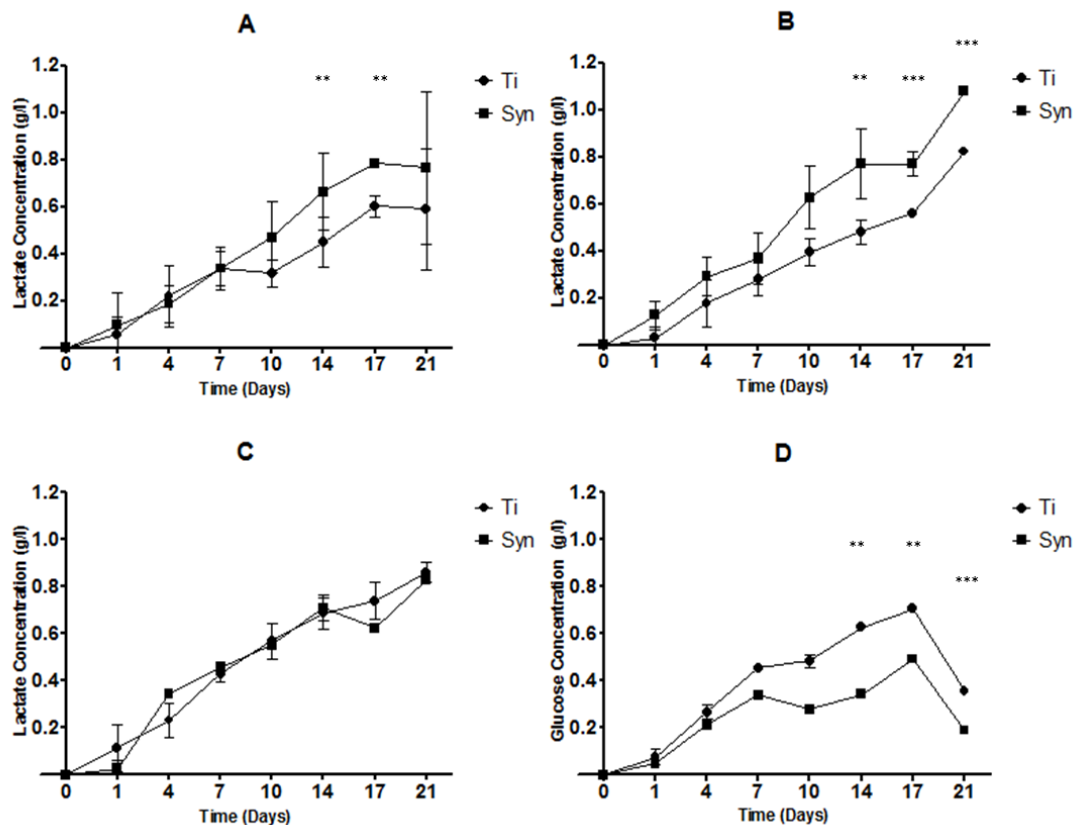 A
Lactate Concentration (g/l)
1.2
1.0
0.8
0.6
0.4
0.2
** **
Ti
Syn
0 1 4 7 10 14 17 21
Time (Days)
B
Lactate Concentration (g/l)
1.2
1.0
0.8
0.6
0.4
0.2
** *** ***
Ti
Syn
0 1 4 7 10 14 17 21
Time (Days)
C
Lactate Concentration (g/l)
1.2
1.0
0.8
0.6
0.4
0.2
Ti
Syn
0 1 4 7 10 14 17 21
Time (Days)
D
Glucose Concentration (g/l)
1.2
1.0
0.8
0.6
0.4
0.2
** ** ***
Ti
Syn
0 1 4 7 10 14 17 21
Time (Days)